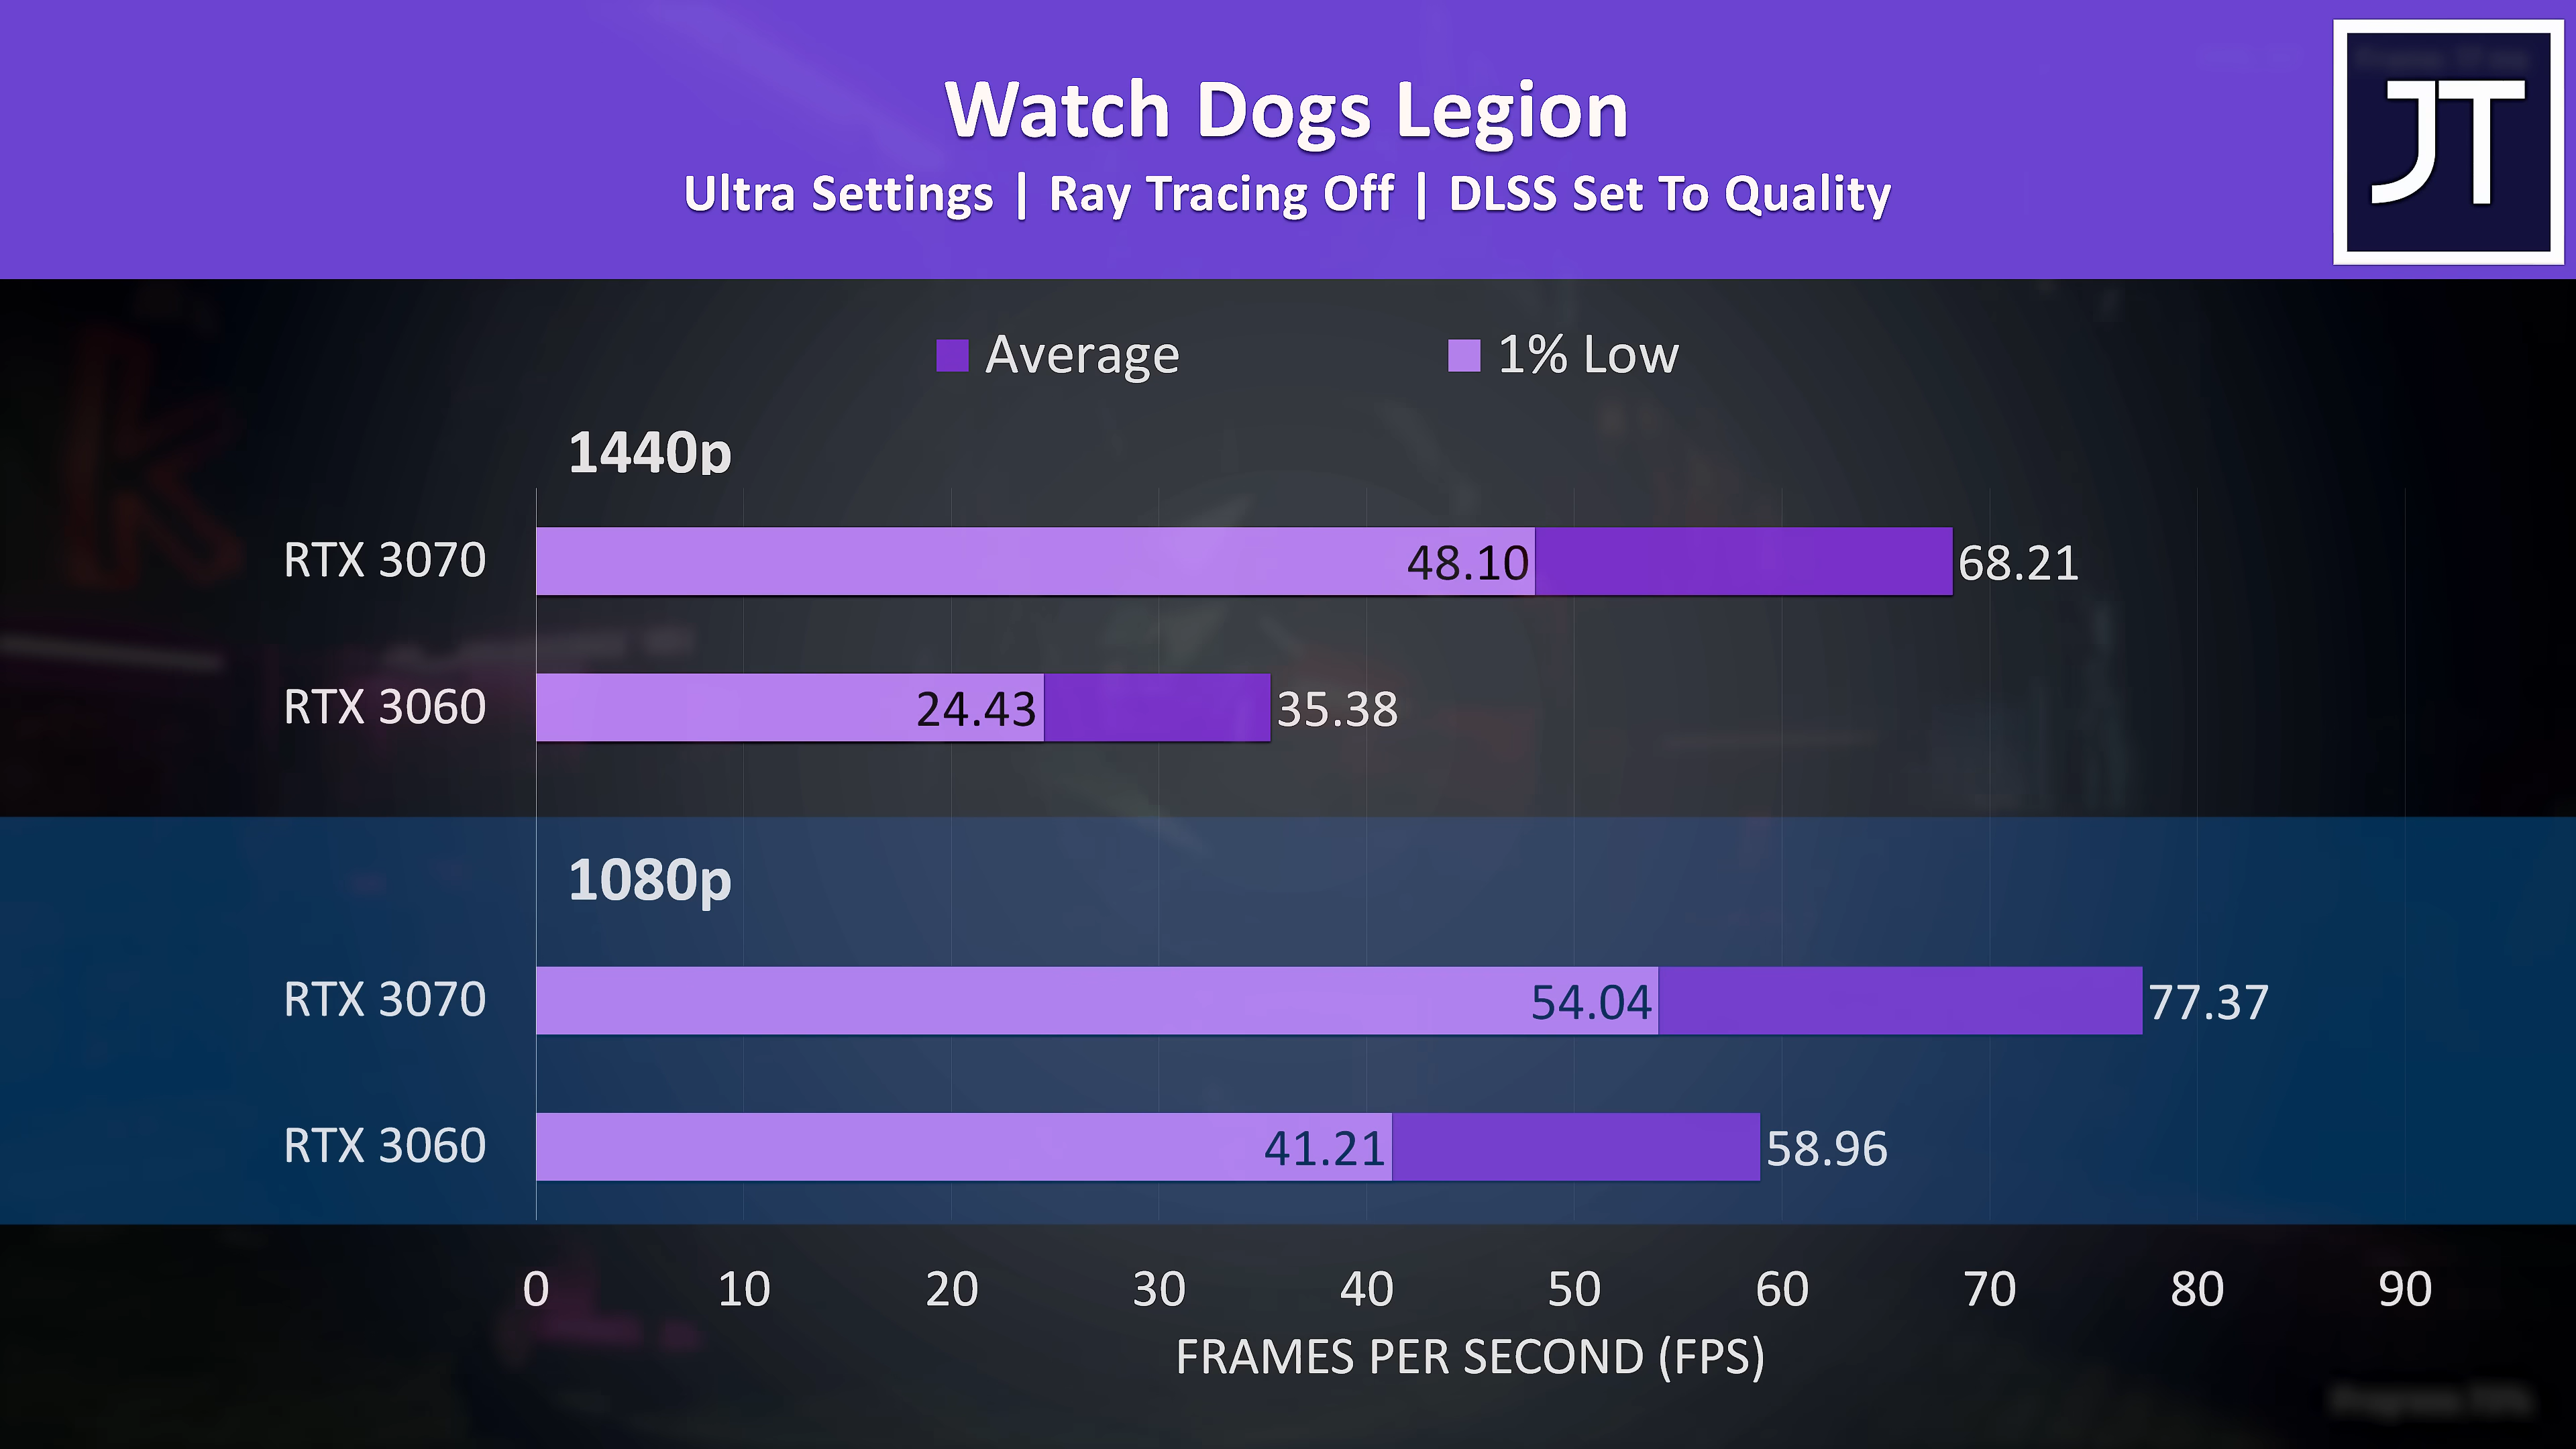 Watch Dogs Legion
JT
Ultra Settings | Ray Tracing Off | DLSS Set To Quality
Average
1% Low
1440p
RTX 3070
48.10
68.21
RTX 3060
24.43
35.38
1080p
RTX 3070
54.04
77.37
RTX 3060
41.21
58.96
0 10 20 30 40 50 60 70 80 90
FRAMES PER SECOND (FPS)